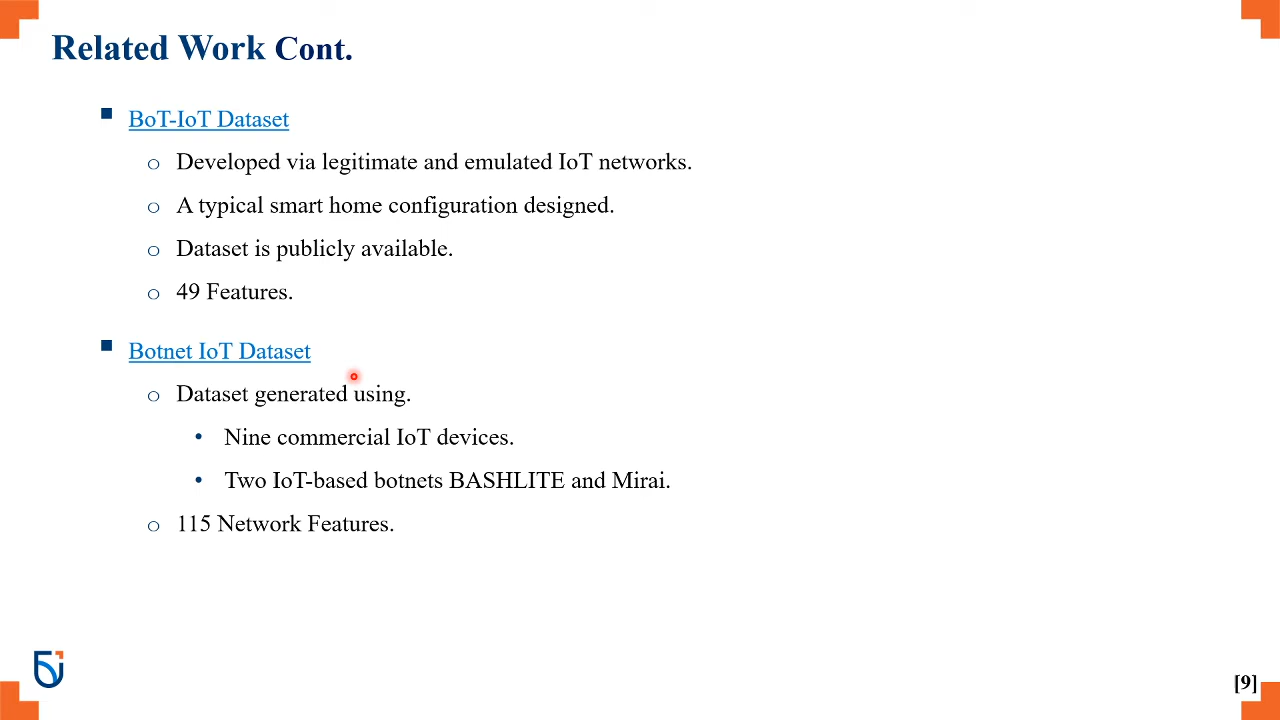 Related Work Cont.
BoT-IoT Dataset
Developed via legitimate and emulated IoT networks.
A typical smart home configuration designed.
Dataset is publicly available.
49 Features.
Botnet IoT Dataset
Dataset generated using.
Nine commercial IoT devices.
Two IoT-based botnets BASHLITE and Mirai.
115 Network Features.
[9]